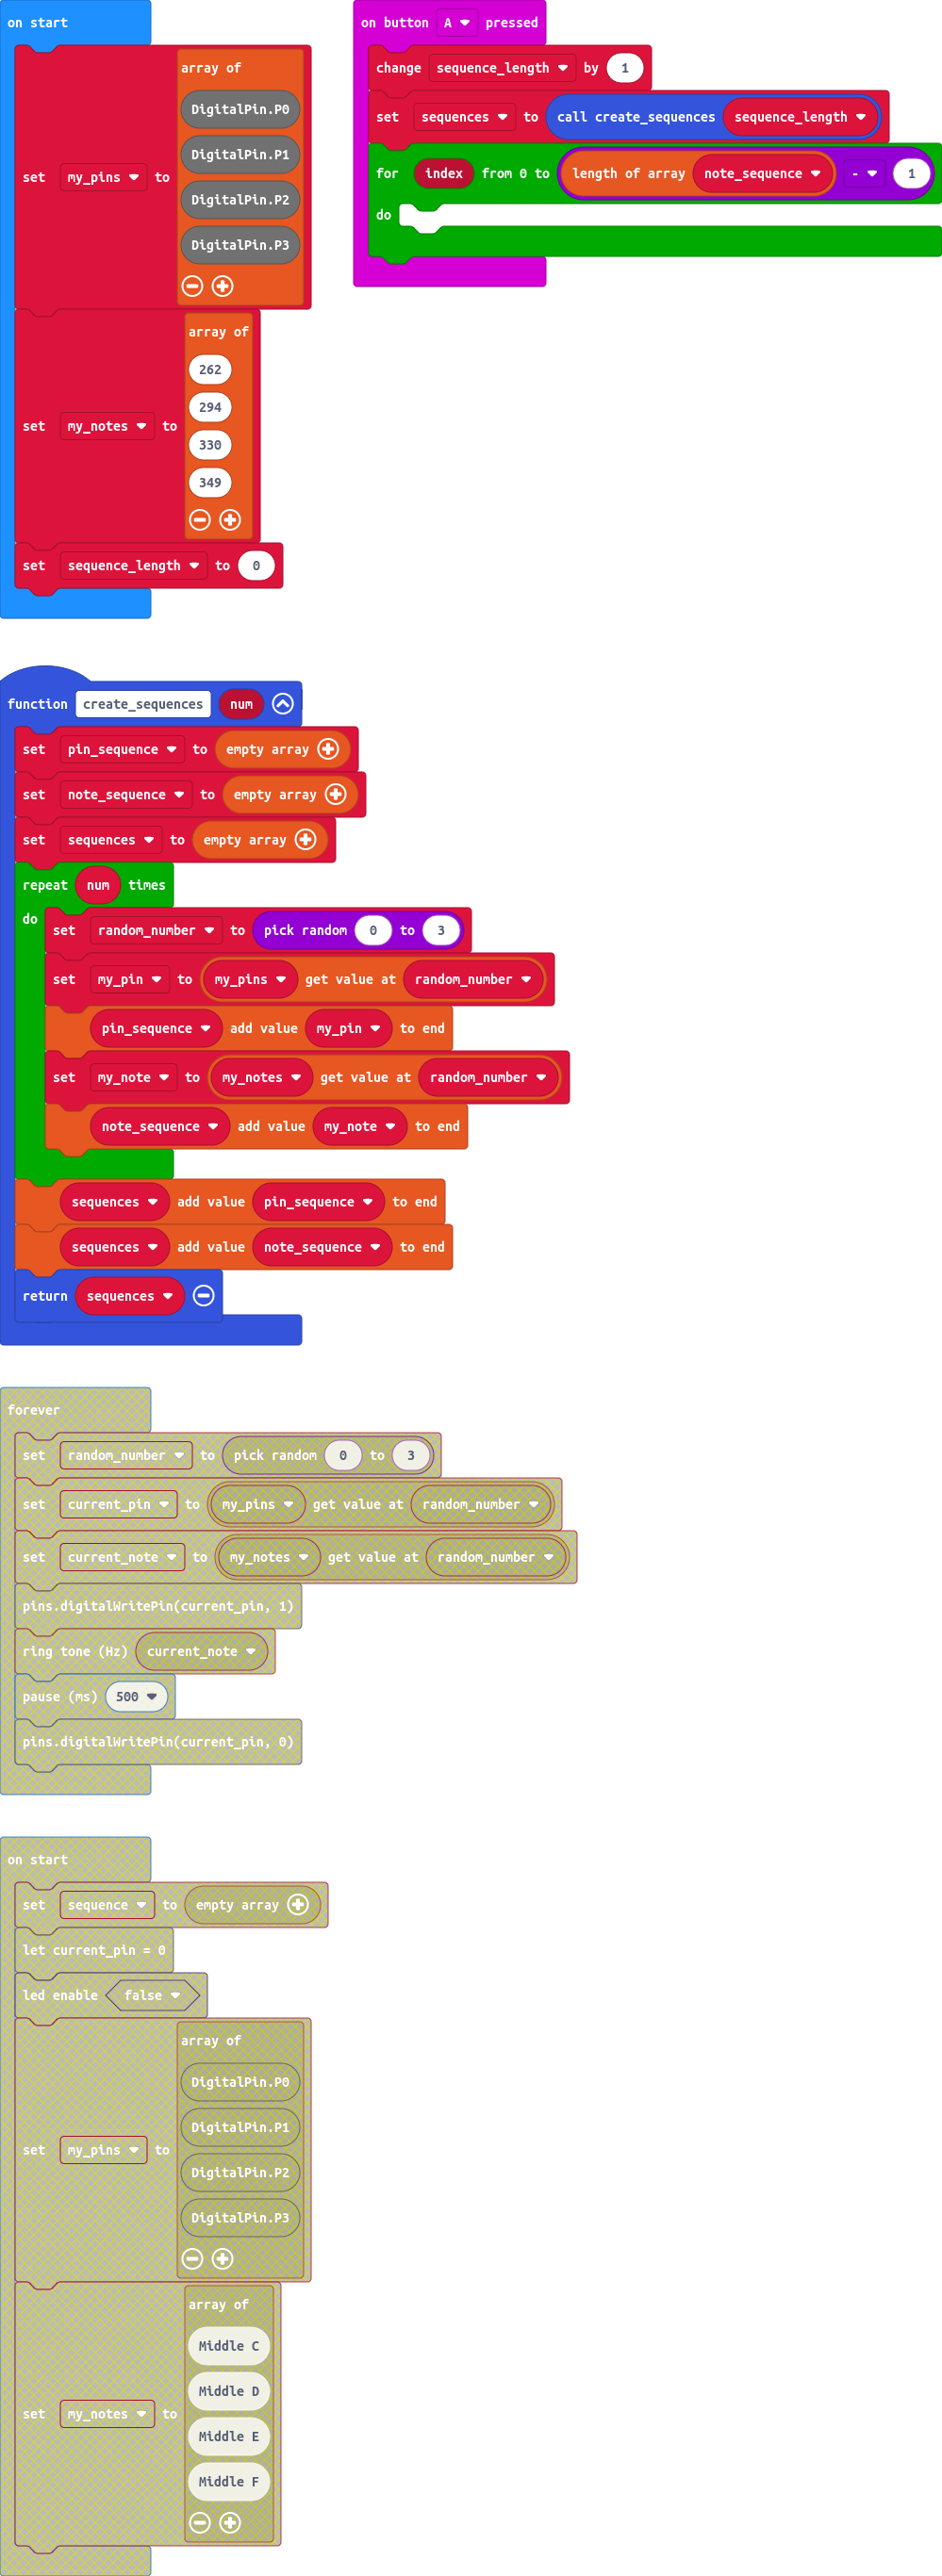 on start
set my_pins to array of
DigitalPin.P0
DigitalPin.P1
DigitalPin.P2
DigitalPin.P3
set my_notes to array of
262
294
330
349
set sequence_length to 0
on button A pressed
change sequence_length by 1
set sequences to call create_sequences sequence_length
for index from 0 to length of array note_sequence - 1
do
function create_sequences num
set pin_sequence to empty array
set note_sequence to empty array
set sequences to empty array
repeat num times
do
set random_number to pick random 0 to 3
set my_pin to my_pins get value at random_number
pin_sequence add value my_pin to end
set my_note to my_notes get value at random_number
note_sequence add value my_note to end
sequences add value pin_sequence to end
sequences add value note_sequence to end
return sequences
forever
set random_number to pick random 0 to 3
set current_pin to my_pins get value at random_number
set current_note to my_notes get value at random_number
pins.digitalWritePin(current_pin, 1)
ring tone (Hz) current_note
pause (ms) 500
pins.digitalWritePin(current_pin, 0)
on start
set sequence to empty array
let current_pin = 0
led enable false
set my_pins to array of
DigitalPin.P0
DigitalPin.P1
DigitalPin.P2
DigitalPin.P3
set my_notes to array of
Middle C
Middle D
Middle E
Middle F